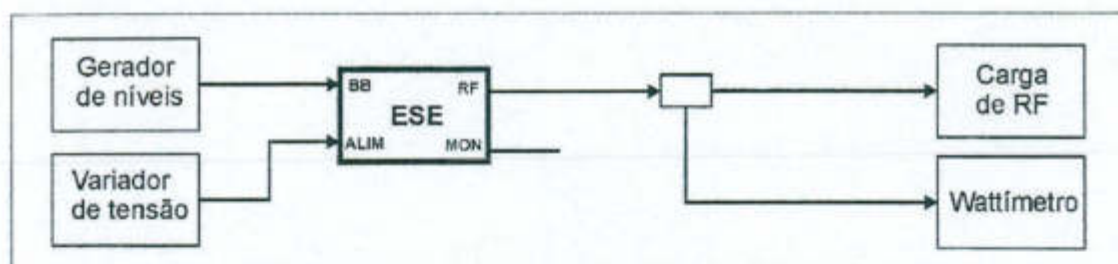 Gerador
de níveis
BB
RF
ESE
ALIM
MON
Variador
de tensão
Carga
de RF
Wattímetro